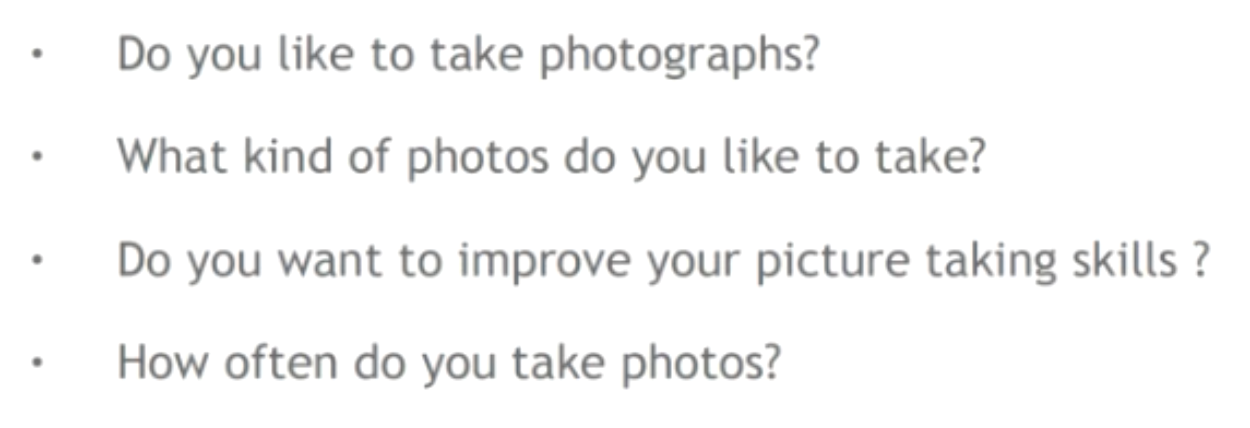 • Do you like to take photographs?
• What kind of photos do you like to take?
• Do you want to improve your picture taking skills ?
• How often do you take photos?